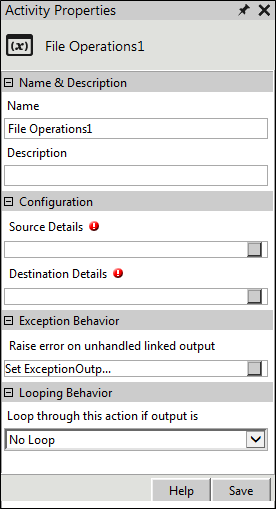 Activity Properties
(x) File Operations1
Name & Description
Name
File Operations1
Description
Configuration
Source Details
Destination Details
Exception Behavior
Raise error on unhandled linked output
Set ExceptionOutp...
Looping Behavior
Loop through this action if output is
No Loop
Help Save